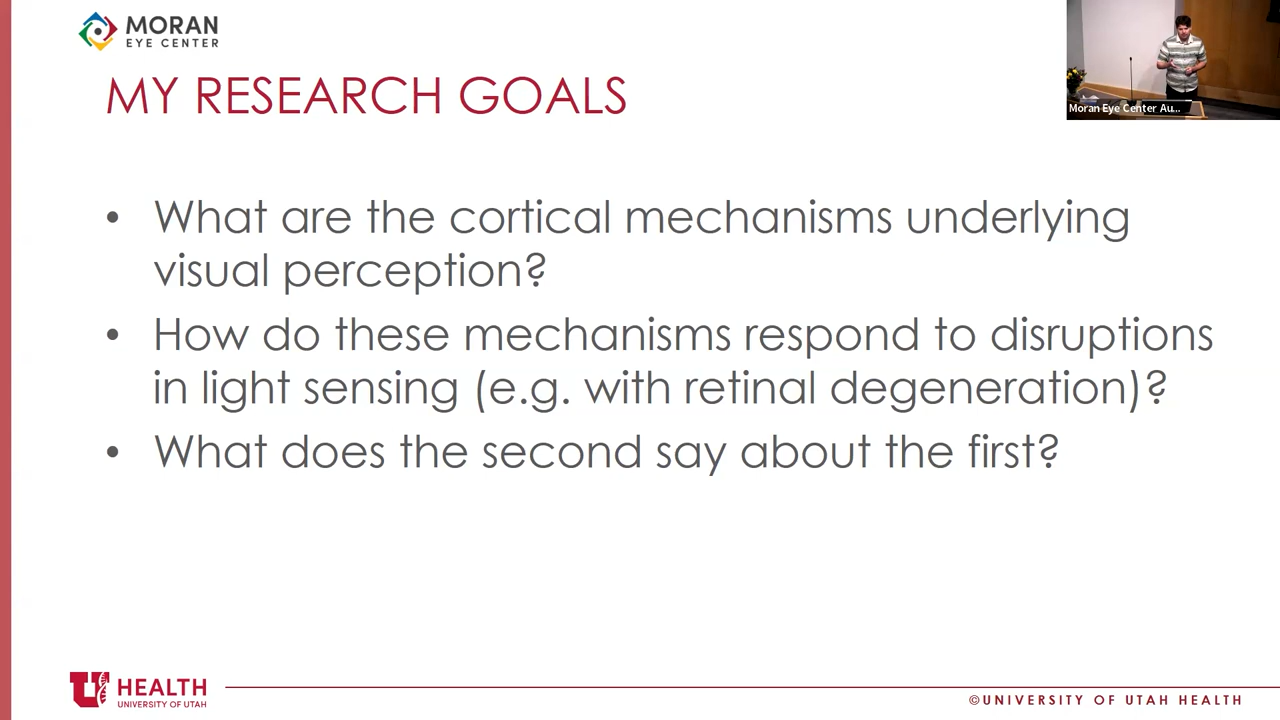 MORAN
EYE CENTER
Moran Eye Center Au...
MY RESEARCH GOALS
• What are the cortical mechanisms underlying
visual perception?
• How do these mechanisms respond to disruptions
in light sensing (e.g. with retinal degeneration)?
• What does the second say about the first?
U HEALTH
UNIVERSITY OF UTAH
©UNIVERSITY OF UTAH HEALTH